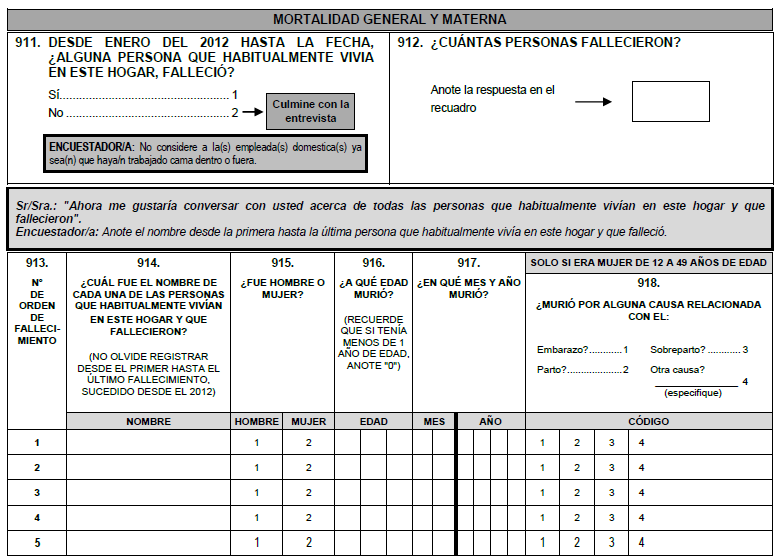 MORTALIDAD GENERAL Y MATERNA
911. DESDE ENERO DEL 2012 HASTA LA FECHA,
¿ALGUNA PERSONA QUE HABITUALMENTE VIVIA
EN ESTE HOGAR, FALLECIÓ?
Sí.................................................... 1
No ................................................... 2
Culmine con la
entrevista
ENCUESTADOR/A: No considere a la(s) empleada(s) domestica(s) ya
sea(n) que haya/n trabajado cama dentro o fuera.
912. ¿CUÁNTAS PERSONAS FALLECIERON?
Anote la respuesta en el
recuadro
Sr/Sra.: "Ahora me gustaría conversar con usted acerca de todas las personas que habitualmente vivían en este hogar y que
fallecieron".
Encuestador/a: Anote el nombre desde la primera hasta la última persona que habitualmente vivía en este hogar y que falleció.
913.
N°
DE
ORDEN
DE
FALLECI-
MIENTO
914.
¿CUÁL FUE EL NOMBRE DE
CADA UNA DE LAS PERSONAS
QUE HABITUALMENTE VIVÍAN
EN ESTE HOGAR Y QUE
FALLECIERON?
(NO OLVIDE REGISTRAR
DESDE EL PRIMER HASTA EL
ÚLTIMO FALLECIMIENTO,
SUCEDIDO DESDE EL 2012)
915.
¿FUE HOMBRE O
MUJER?
916.
¿A QUÉ EDAD
MURIÓ?
(RECUERDE
QUE SI TENÍA
MENOS DE 1
AÑO DE EDAD,
ANOTE "0")
917.
¿EN QUÉ MES Y AÑO
MURIÓ?
SOLO SI ERA MUJER DE 12 A 49 AÑOS DE EDAD
918.
¿MURIÓ POR ALGUNA CAUSA RELACIONADA
CON EL:
Embarazo?............ 1 Sobreparto? ............ 3
Parto?.................... 2 Otra causa?
________________ 4
(especifique)
NOMBRE HOMBRE MUJER EDAD MES AÑO CÓDIGO
1 1 2 1 2 3 4
2 1 2 1 2 3 4
3 1 2 1 2 3 4
4 1 2 1 2 3 4
5 1 2 1 2 3 4